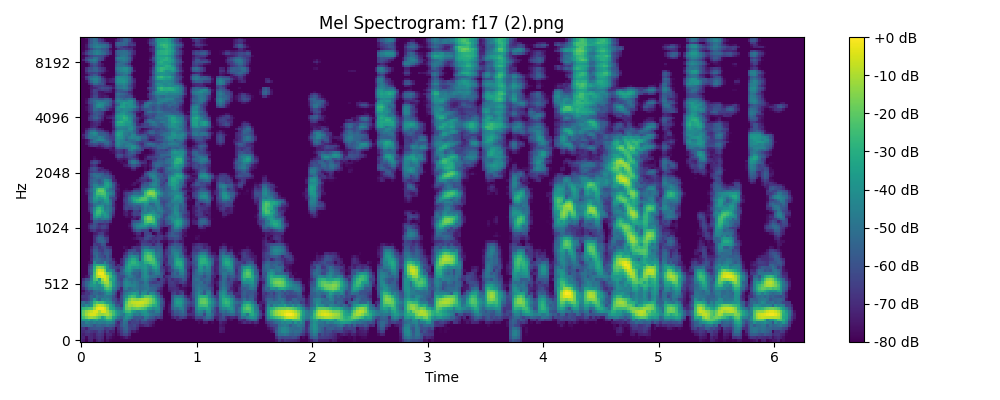 Mel Spectrogram: f17 (2).png
Hz
8192
4096
2048
1024
512
0
0 1 2 3 4 5 6
Time
+0 dB
-10 dB
-20 dB
-30 dB
-40 dB
-50 dB
-60 dB
-70 dB
-80 dB